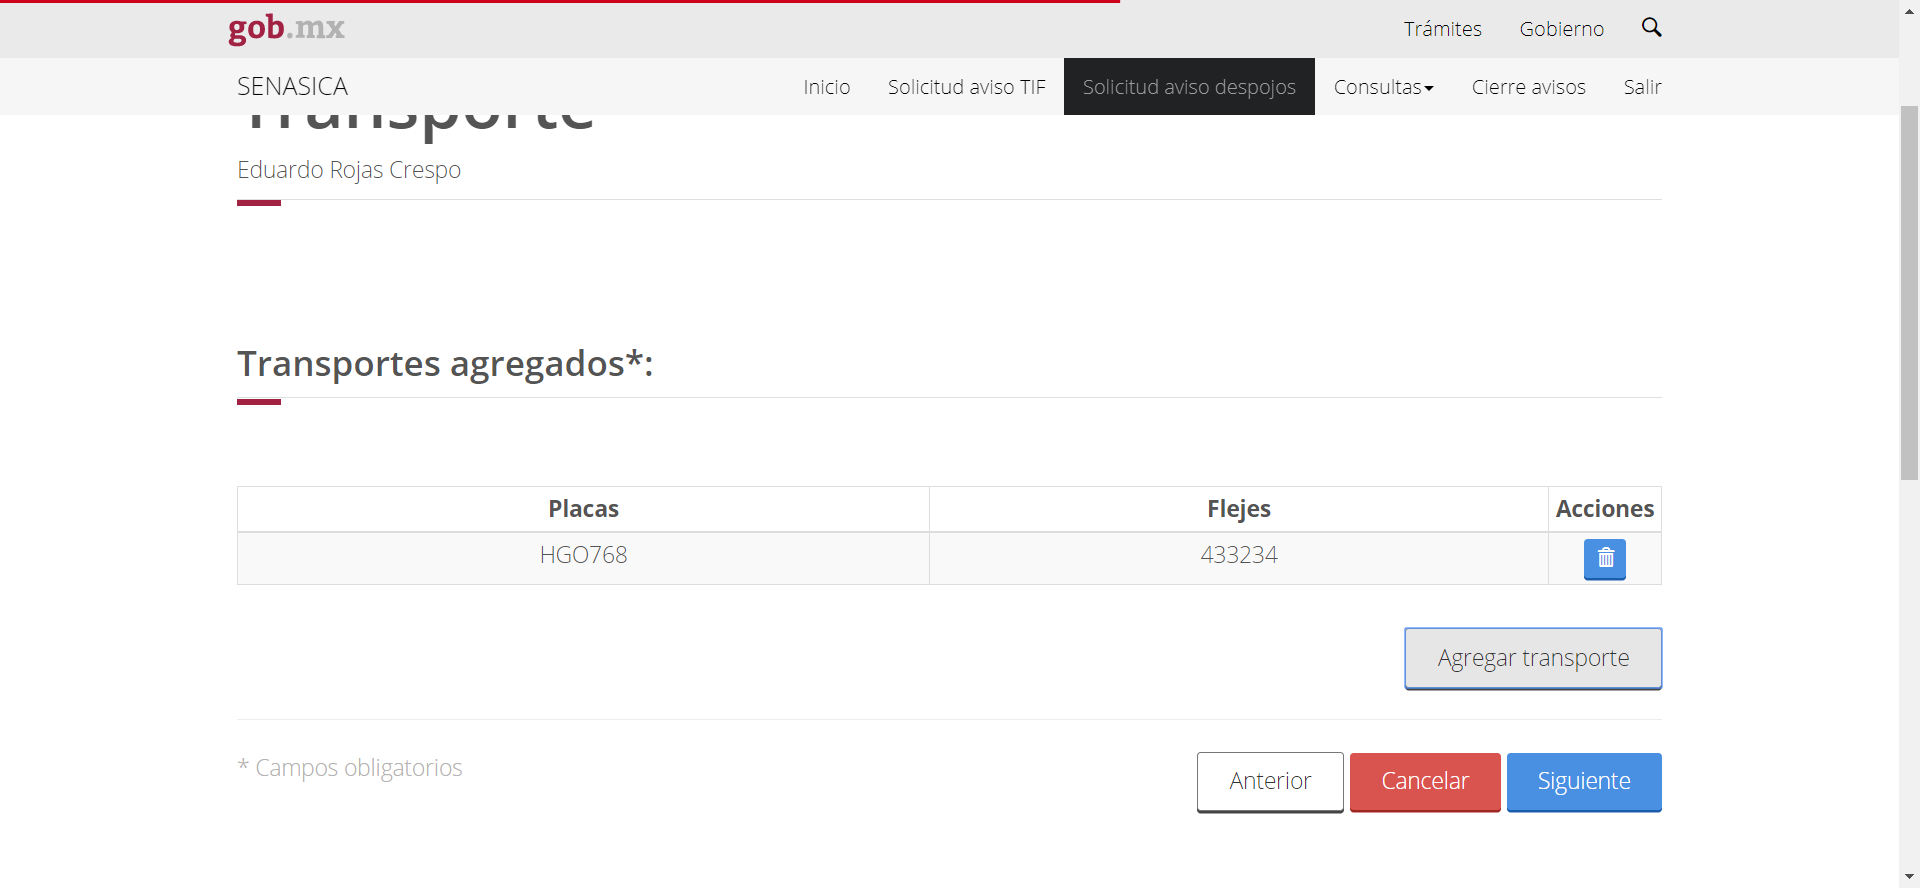 gob.mx
Trámites Gobierno
SENASICA
Inicio Solicitud aviso TIF Solicitud aviso despojos Consultas Cierre avisos Salir
Transporte
Eduardo Rojas Crespo
Transportes agregados*:
Placas Flejes Acciones
HGO768 433234
Agregar transporte
* Campos obligatorios
Anterior Cancelar Siguiente